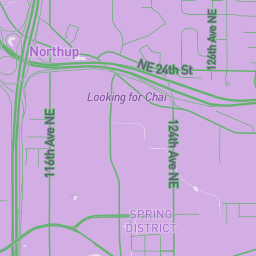 Northup
NE 24th St
126th Ave NE
Looking for Chai
116th Ave NE
124th Ave NE
SPRING
DISTRICT